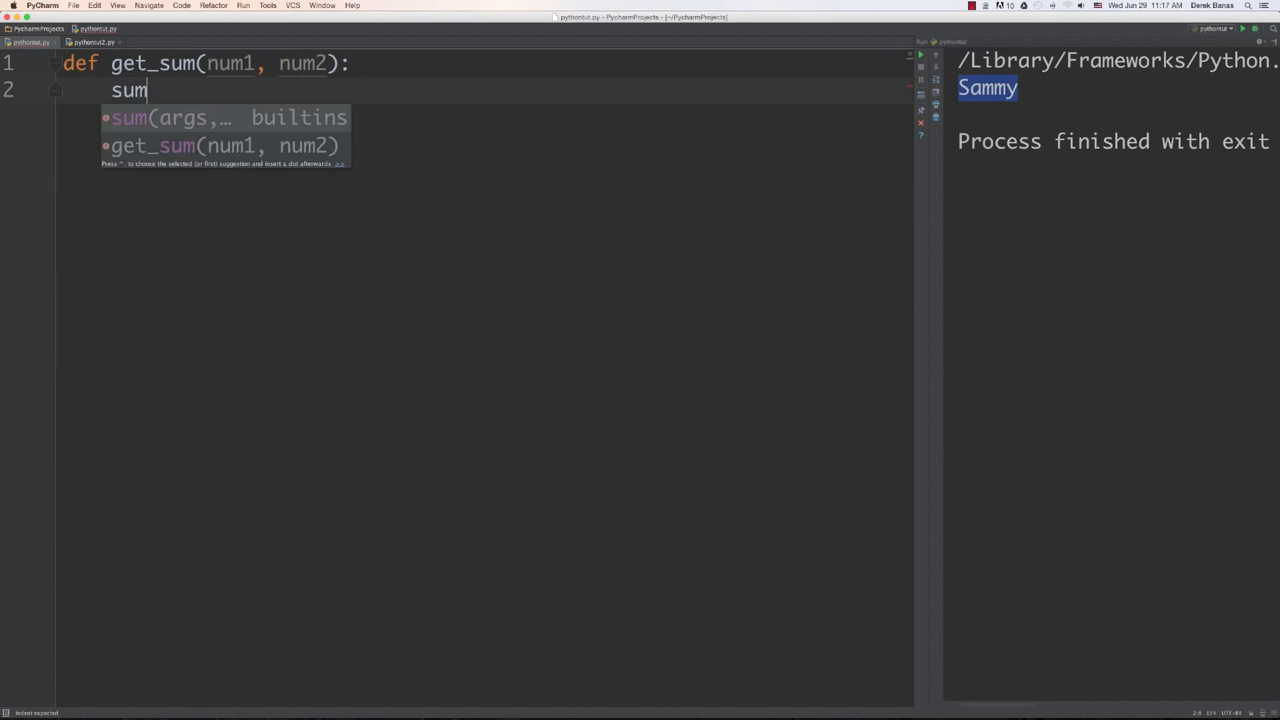 PyCharm File Edit View Navigate Code Refactor Run Tools VCS Window Help
10 Wed Jun 29 11:17 AM Derek Banas
pythontut.py - PycharmProjects - [~/PycharmProjects]
PycharmProjects pythontut.py
pythontut
pythontut.py pythontut2.py
Run pythontut
1 def get_sum(num1, num2):
2 sum
sum(args,… builtins
get_sum(num1, num2)
Press ^. to choose the selected (or first) suggestion and insert a dot afterwards >>
/Library/Frameworks/Python.
Sammy
Process finished with exit
Indent expected
2:8 LF÷ UTF-8÷